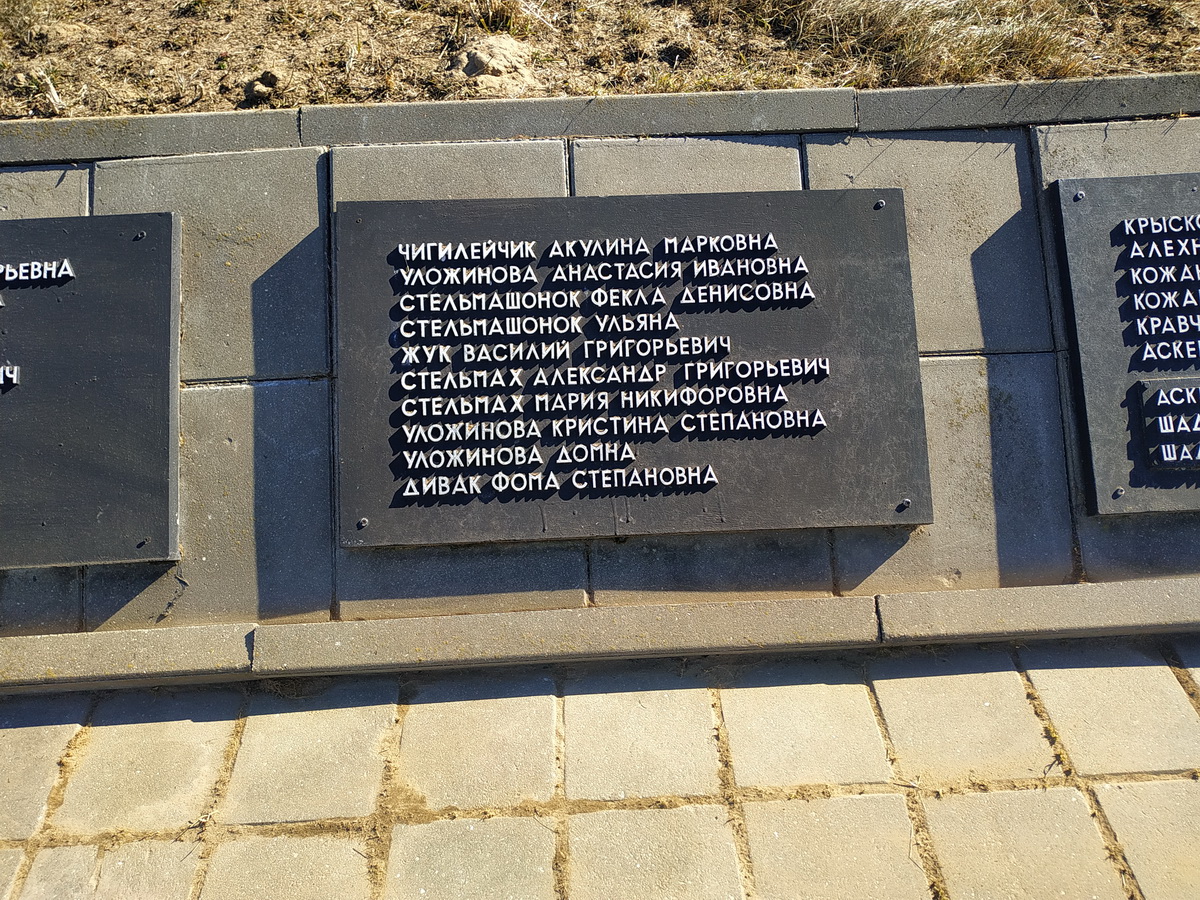 ЧИГИЛЕЙЧИК АКУЛИНА МАРКОВНА
УЛОЖИНОВА АНАСТАСИЯ ИВАНОВНА
СТЕЛЬМАШОНОК ФЕКЛА ДЕНИСОВНА
СТЕЛЬМАШОНОК УЛЬЯНА
ЖУК ВАСИЛИЙ ГРИГОРЬЕВИЧ
СТЕЛЬМАХ АЛЕКСАНДР ГРИГОРЬЕВИЧ
СТЕЛЬМАХ МАРИЯ НИКИФОРОВНА
УЛОЖИНОВА КРИСТИНА СТЕПАНОВНА
УЛОЖИНОВА ДОМНА
ДИВАК ФОМА СТЕПАНОВНА